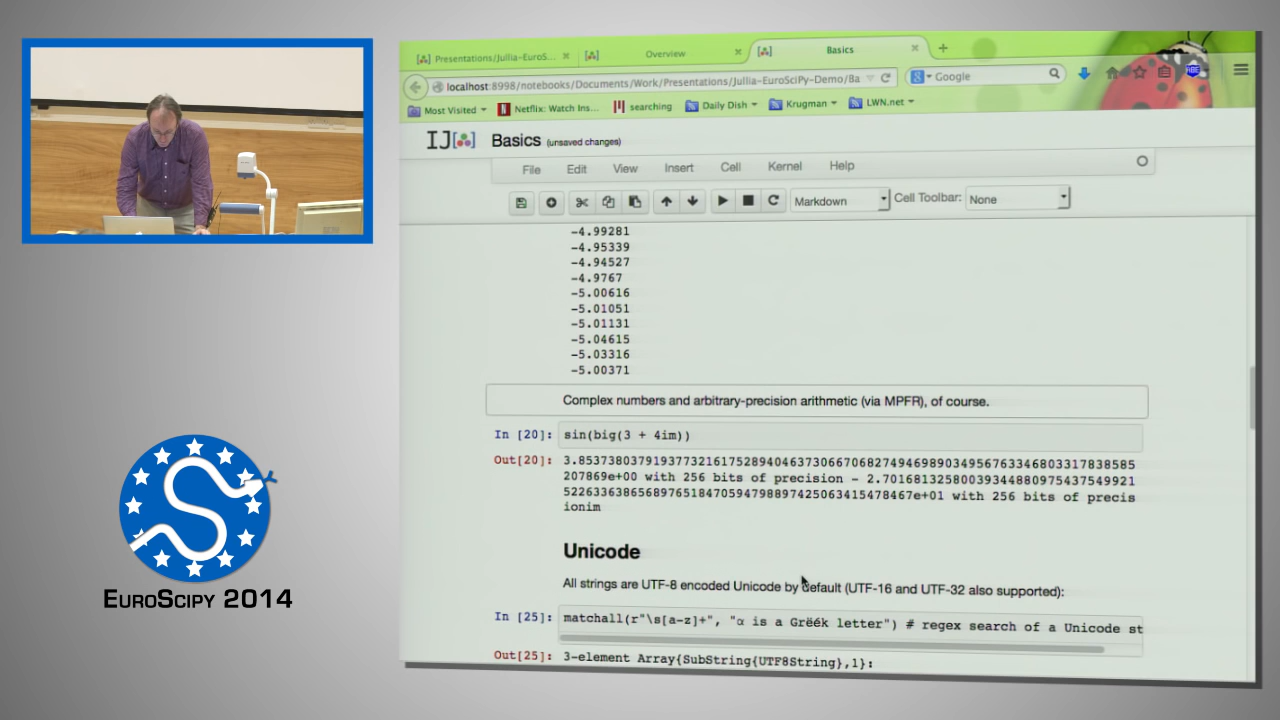 Presentations/Jullia-EuroS...
Overview
Basics
localhost:8998/notebooks/Documents/Work/Presentations/Jullia-EuroSciPy-Demo/Ba
Google
ABE
Most Visited
Netflix: Watch Ins...
searching
Daily Dish
Krugman
LWN.net
IJ
Basics (unsaved changes)
File Edit View Insert Cell Kernel Help
Markdown
Cell Toolbar: None
-4.99281
-4.95339
-4.94527
-4.9767
-5.00616
-5.01051
-5.01131
-5.04615
-5.03316
-5.00371
Complex numbers and arbitrary-precision arithmetic (via MPFR), of course.
In [20]: sin(big(3 + 4im))
Out[20]: 3.853738037919377321617528940463730667068274946989034956763346803317838585
207869e+00 with 256 bits of precision - 2.70168132580039344880975437549921
5226336386568976518470594798897425063415478467e+01 with 256 bits of precis
ionim
Unicode
All strings are UTF-8 encoded Unicode by default (UTF-16 and UTF-32 also supported):
In [25]: matchall(r"\s[a-z]+", "α is a Grëék letter") # regex search of a Unicode st
Out[25]: 3-element Array{SubString{UTF8String},1}:
EUROSCIPY 2014